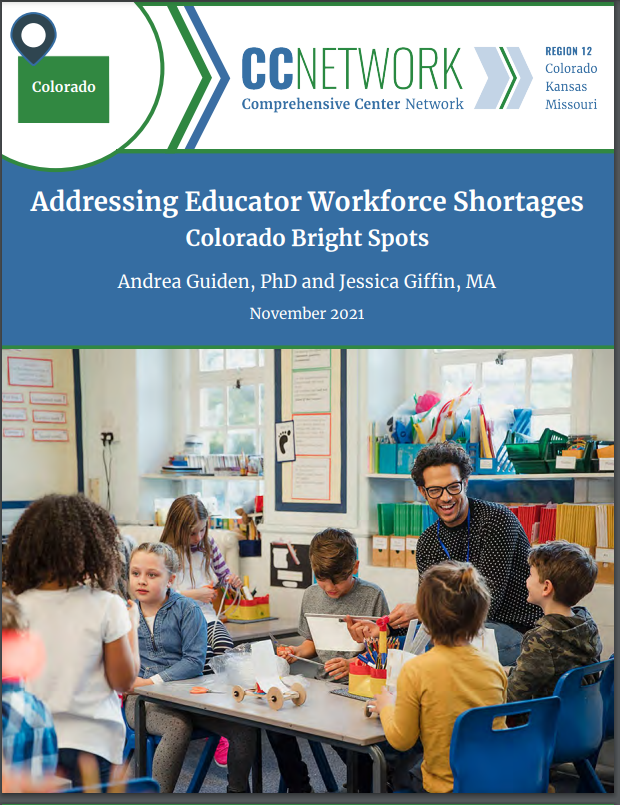 Colorado
CCNETWORK
Comprehensive Center Network
REGION 12
Colorado
Kansas
Missouri
Addressing Educator Workforce Shortages
Colorado Bright Spots
Andrea Guiden, PhD and Jessica Giffin, MA
November 2021